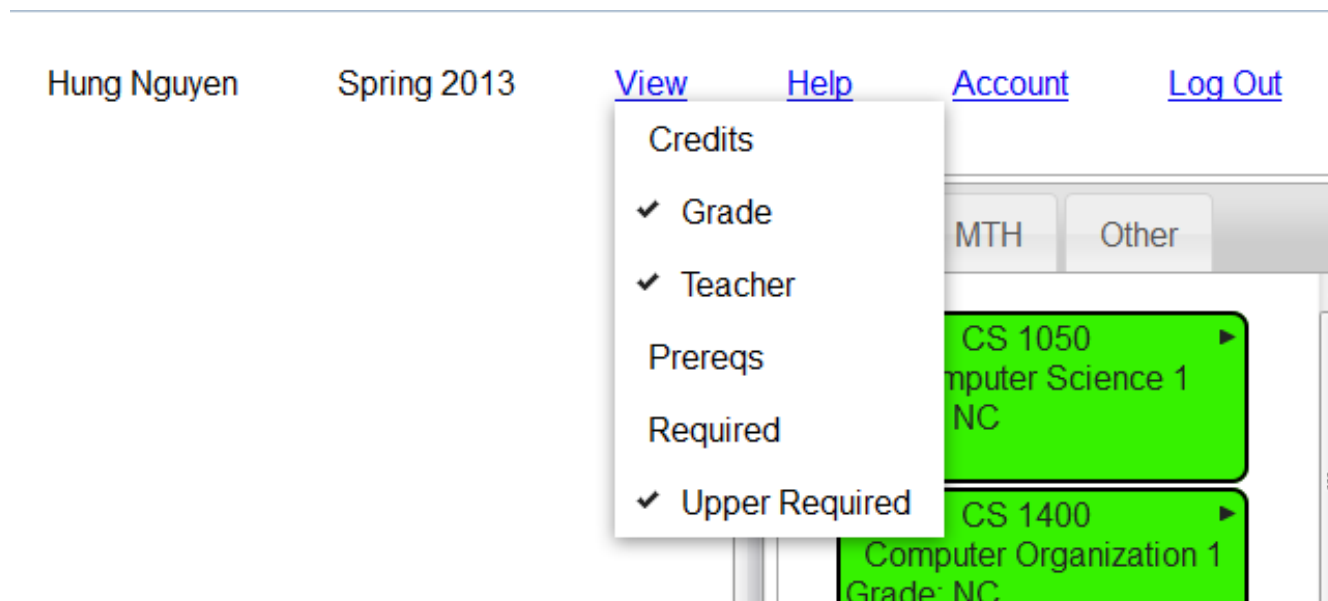 Hung Nguyen Spring 2013 View Help Account Log Out
Credits
Grade
Teacher
Prereqs
Required
Upper Required
MTH Other
CS 1050
Science 1
NC
CS 1400
Computer Organization 1
Grade: NC